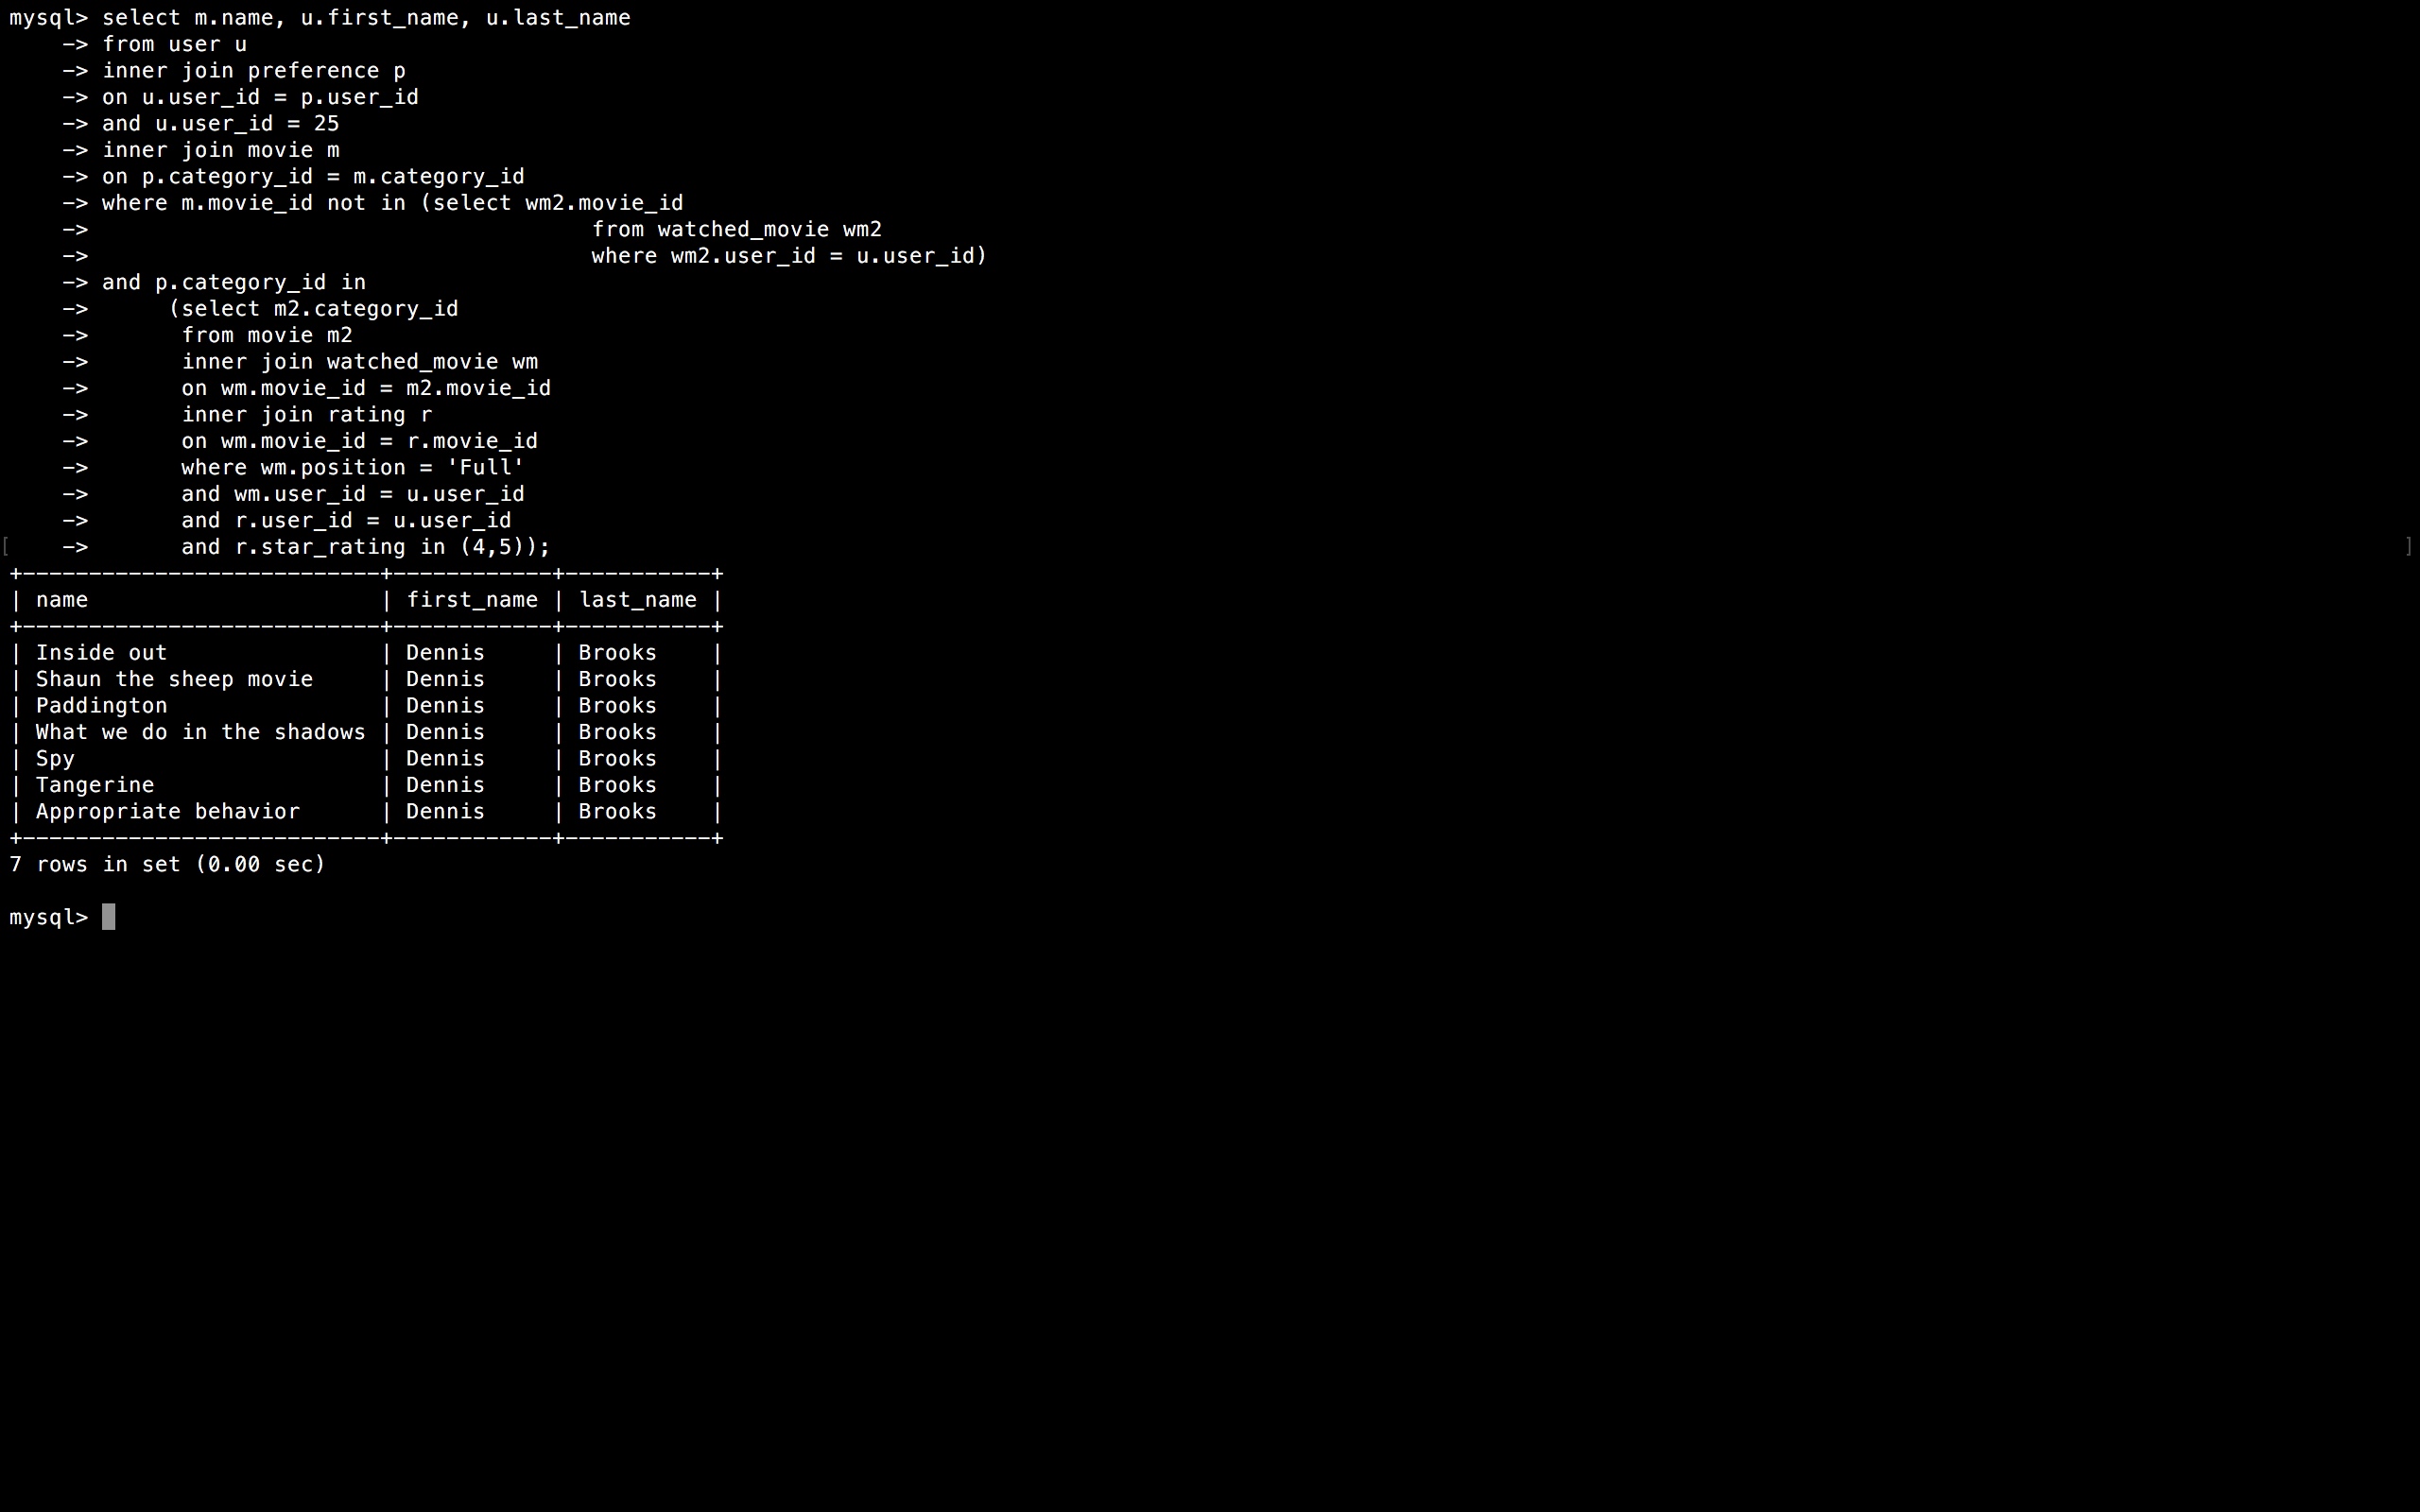 mysql> select m.name, u.first_name, u.last_name
    -> from user u
    -> inner join preference p
    -> on u.user_id = p.user_id
    -> and u.user_id = 25
    -> inner join movie m
    -> on p.category_id = m.category_id
    -> where m.movie_id not in (select wm2.movie_id
    ->                                      from watched_movie wm2
    ->                                      where wm2.user_id = u.user_id)
    -> and p.category_id in
    ->      (select m2.category_id
    ->       from movie m2
    ->       inner join watched_movie wm
    ->       on wm.movie_id = m2.movie_id
    ->       inner join rating r
    ->       on wm.movie_id = r.movie_id
    ->       where wm.position = 'Full'
    ->       and wm.user_id = u.user_id
    ->       and r.user_id = u.user_id
[   ->       and r.star_rating in (4,5)); ]
+---------------------------+------------+-----------+
| name                      | first_name | last_name |
+---------------------------+------------+-----------+
| Inside out                | Dennis     | Brooks    |
| Shaun the sheep movie     | Dennis     | Brooks    |
| Paddington                | Dennis     | Brooks    |
| What we do in the shadows | Dennis     | Brooks    |
| Spy                       | Dennis     | Brooks    |
| Tangerine                 | Dennis     | Brooks    |
| Appropriate behavior      | Dennis     | Brooks    |
+---------------------------+------------+-----------+
7 rows in set (0.00 sec)
mysql>